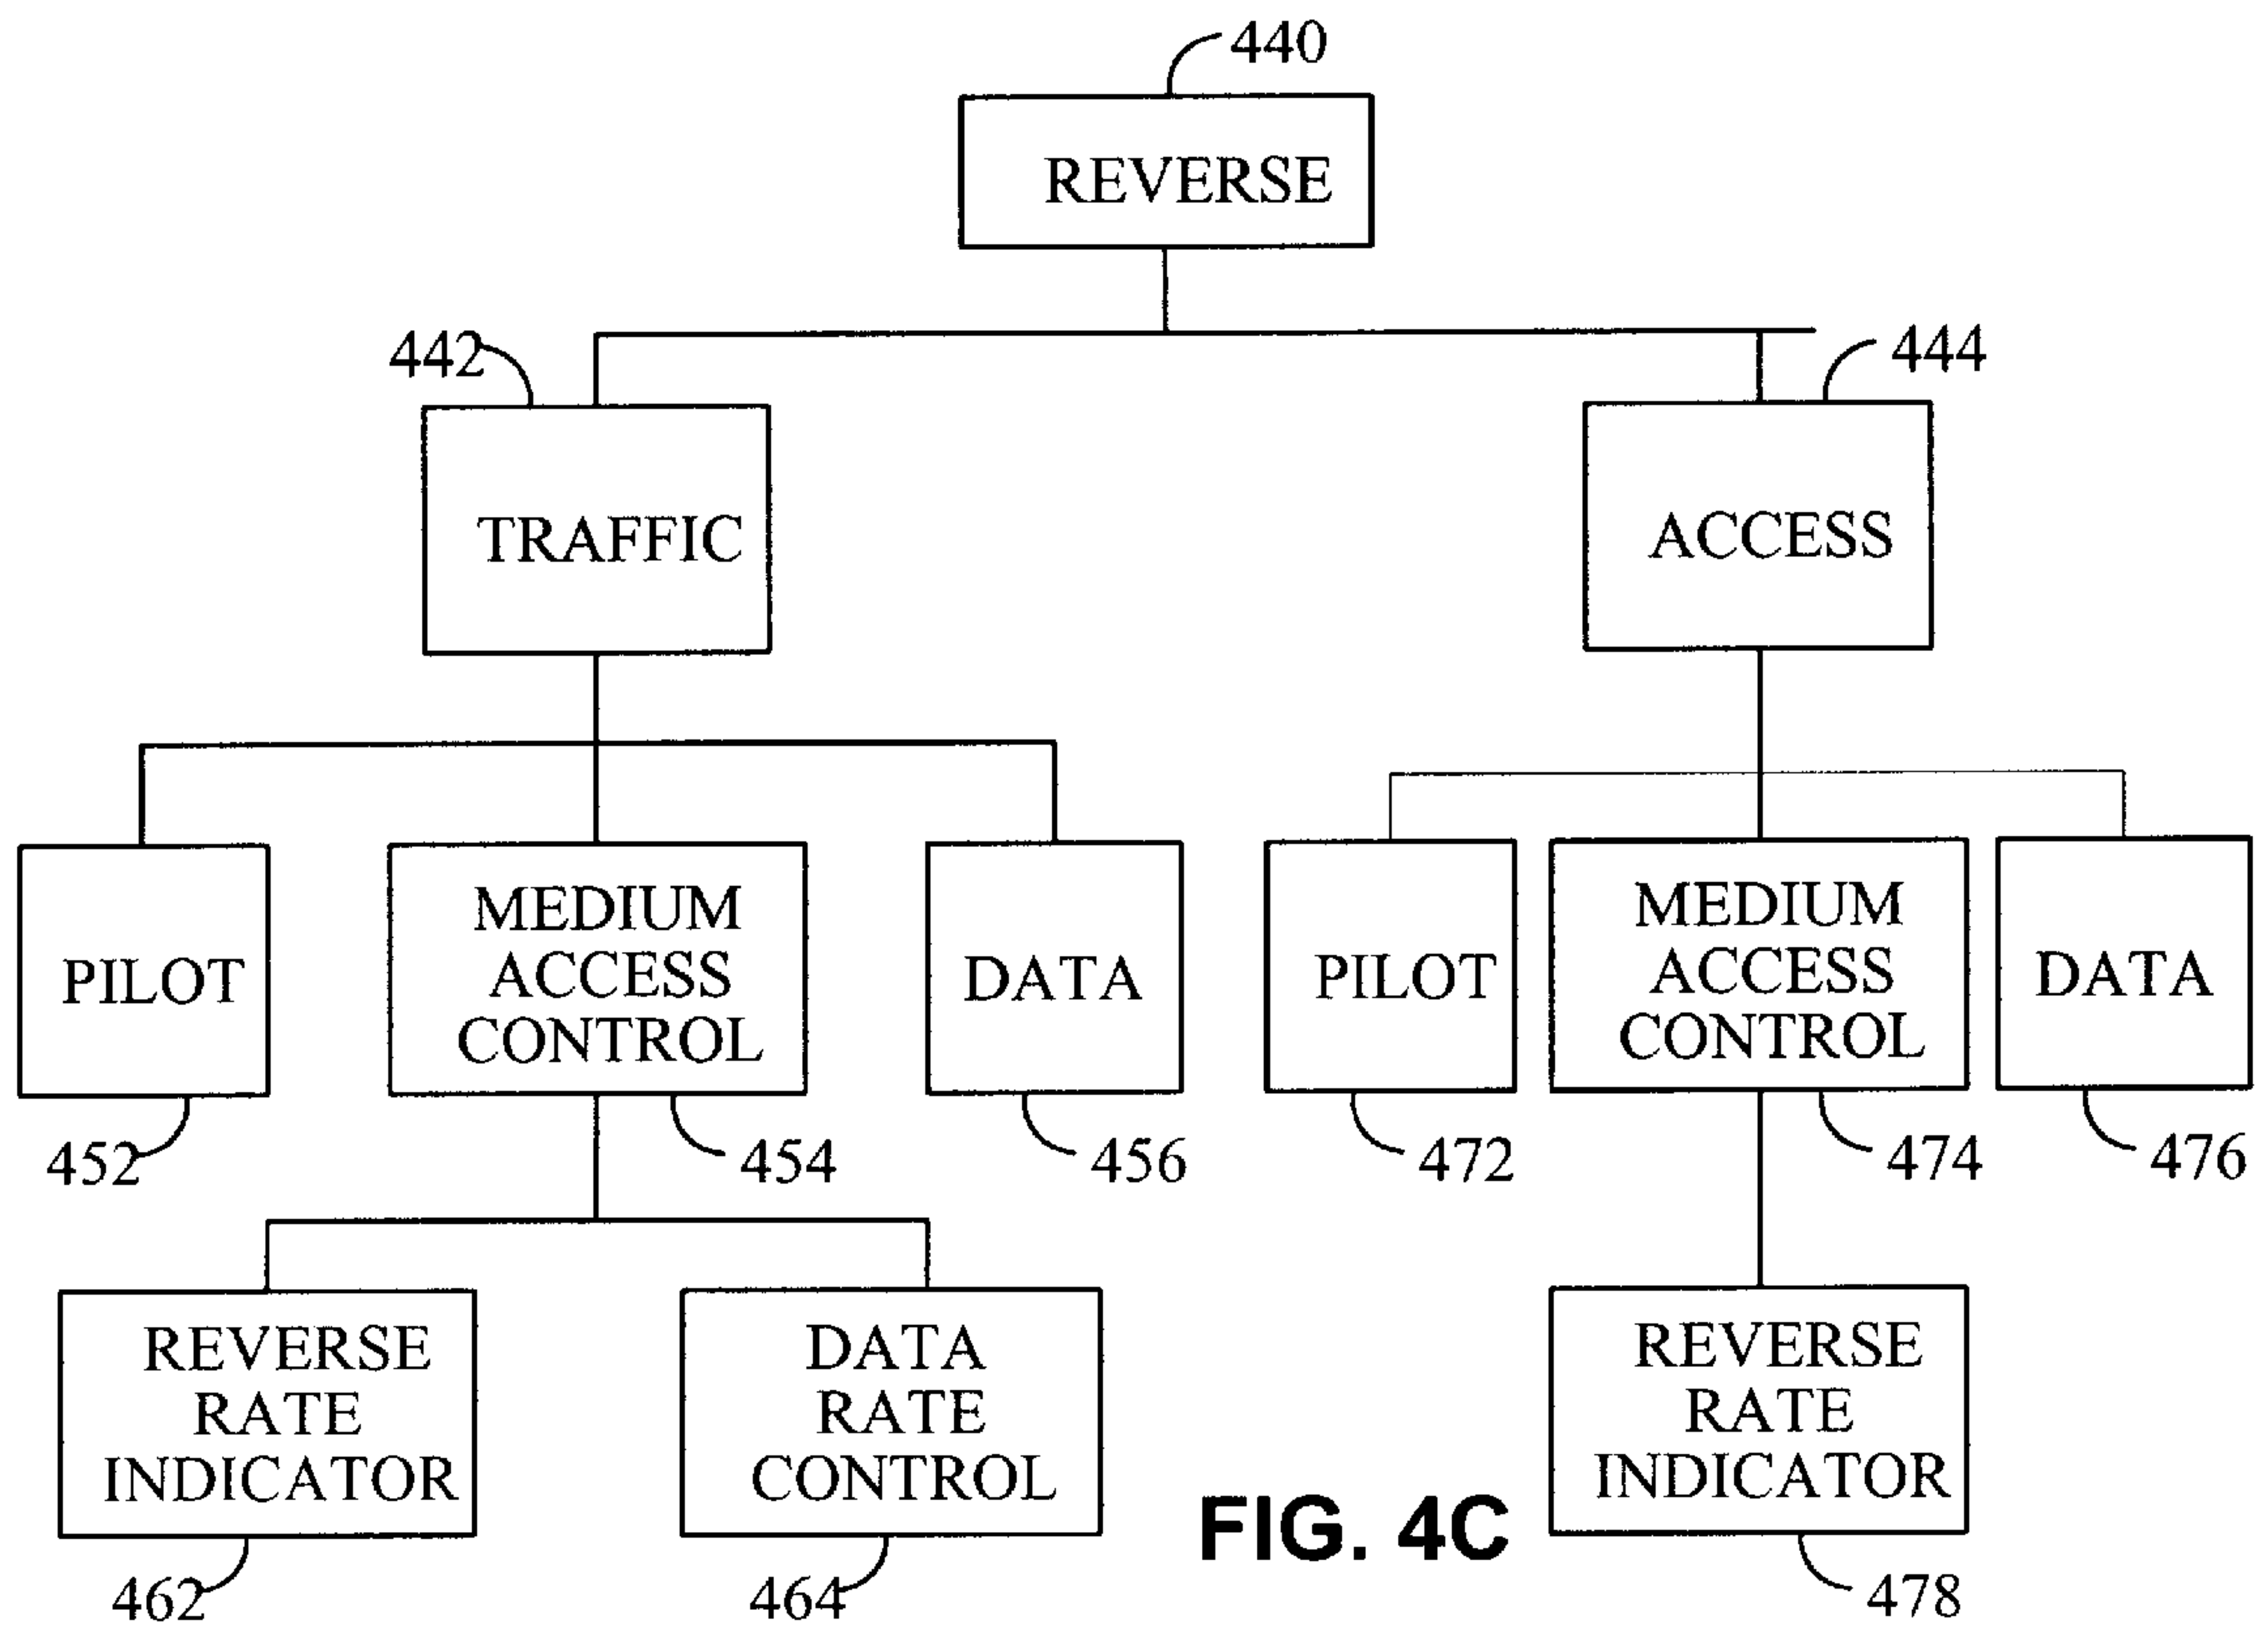 440
REVERSE
442
444
TRAFFIC
ACCESS
PILOT
MEDIUM
ACCESS
CONTROL
DATA
PILOT
MEDIUM
ACCESS
CONTROL
DATA
452
454
456
472
474
476
REVERSE
RATE
INDICATOR
DATA
RATE
CONTROL
REVERSE
RATE
INDICATOR
FIG. 4C
462
464
478